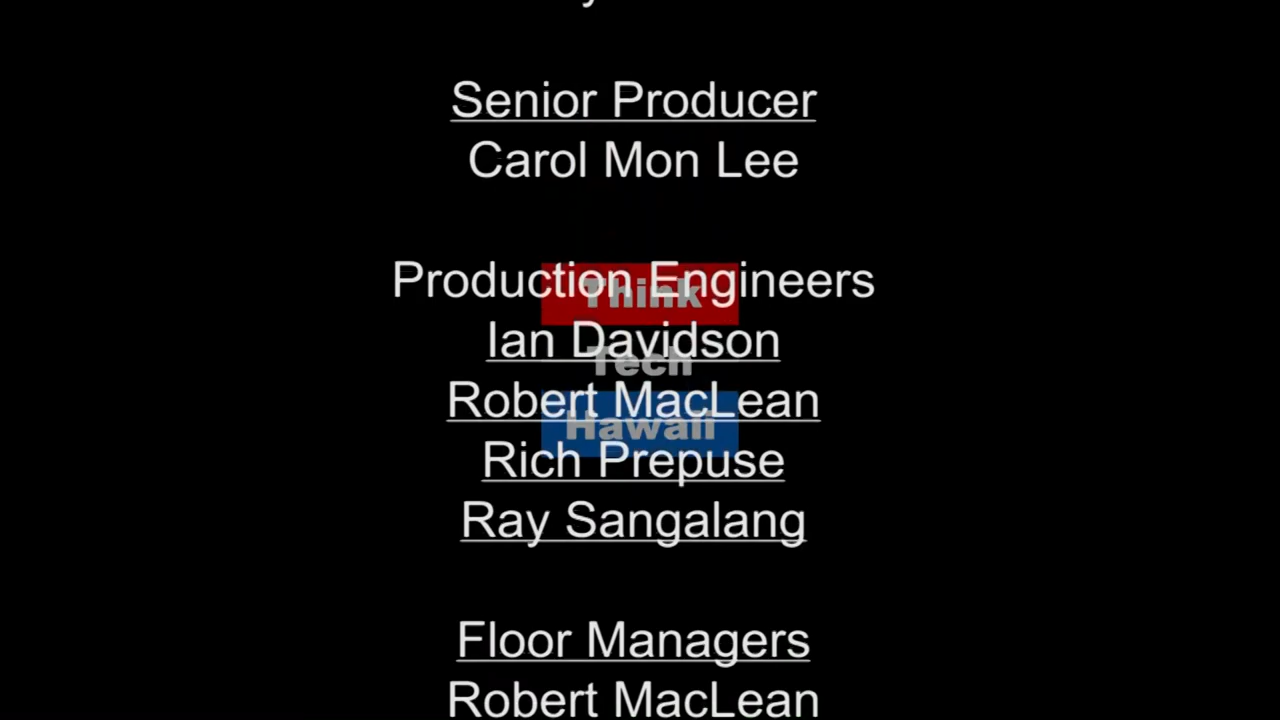 Senior Producer
Carol Mon Lee
Production Engineers
Ian Davidson
Robert MacLean
Rich Prepuse
Ray Sangalang
Floor Managers
Robert MacLean
Think
Tech
Hawaii